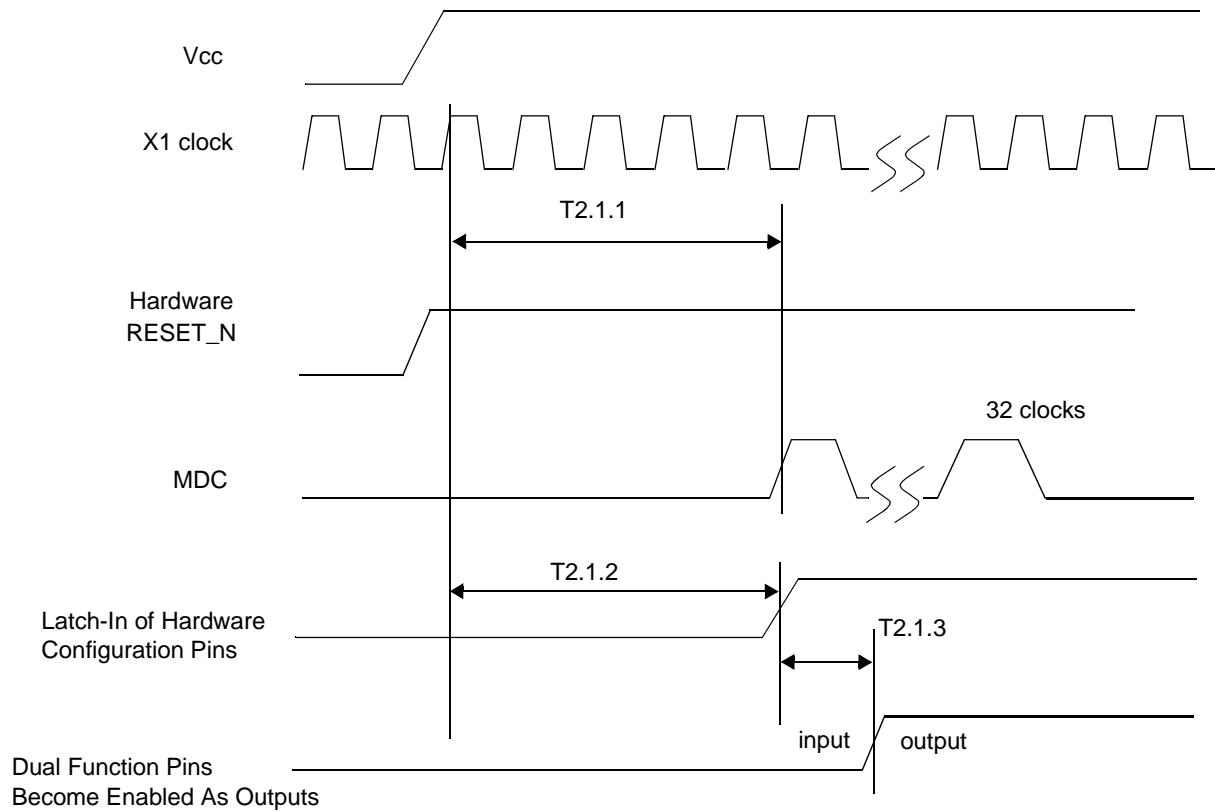 Vcc
X1 clock
T2.1.1
Hardware
RESET_N
32 clocks
MDC
T2.1.2
Latch-In of Hardware
Configuration Pins
T2.1.3
input
output
Dual Function Pins
Become Enabled As Outputs